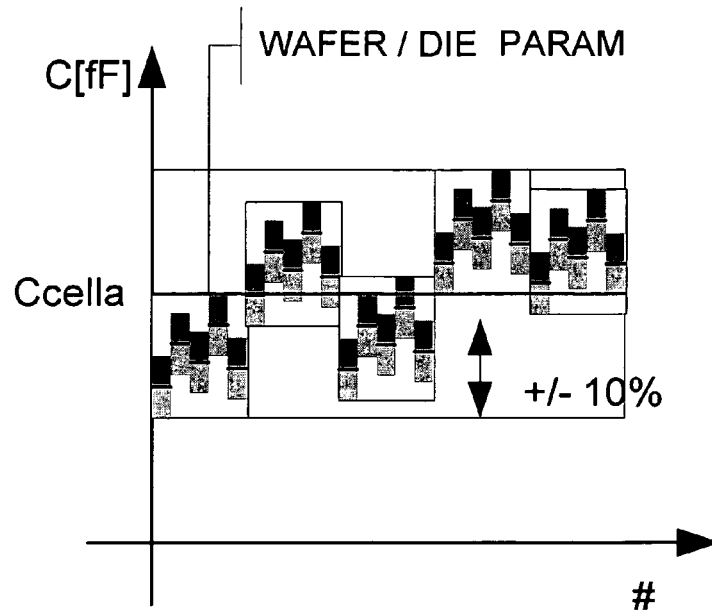 WAFER / DIE PARAM
C[fF]
Ccella
+/- 10%
#